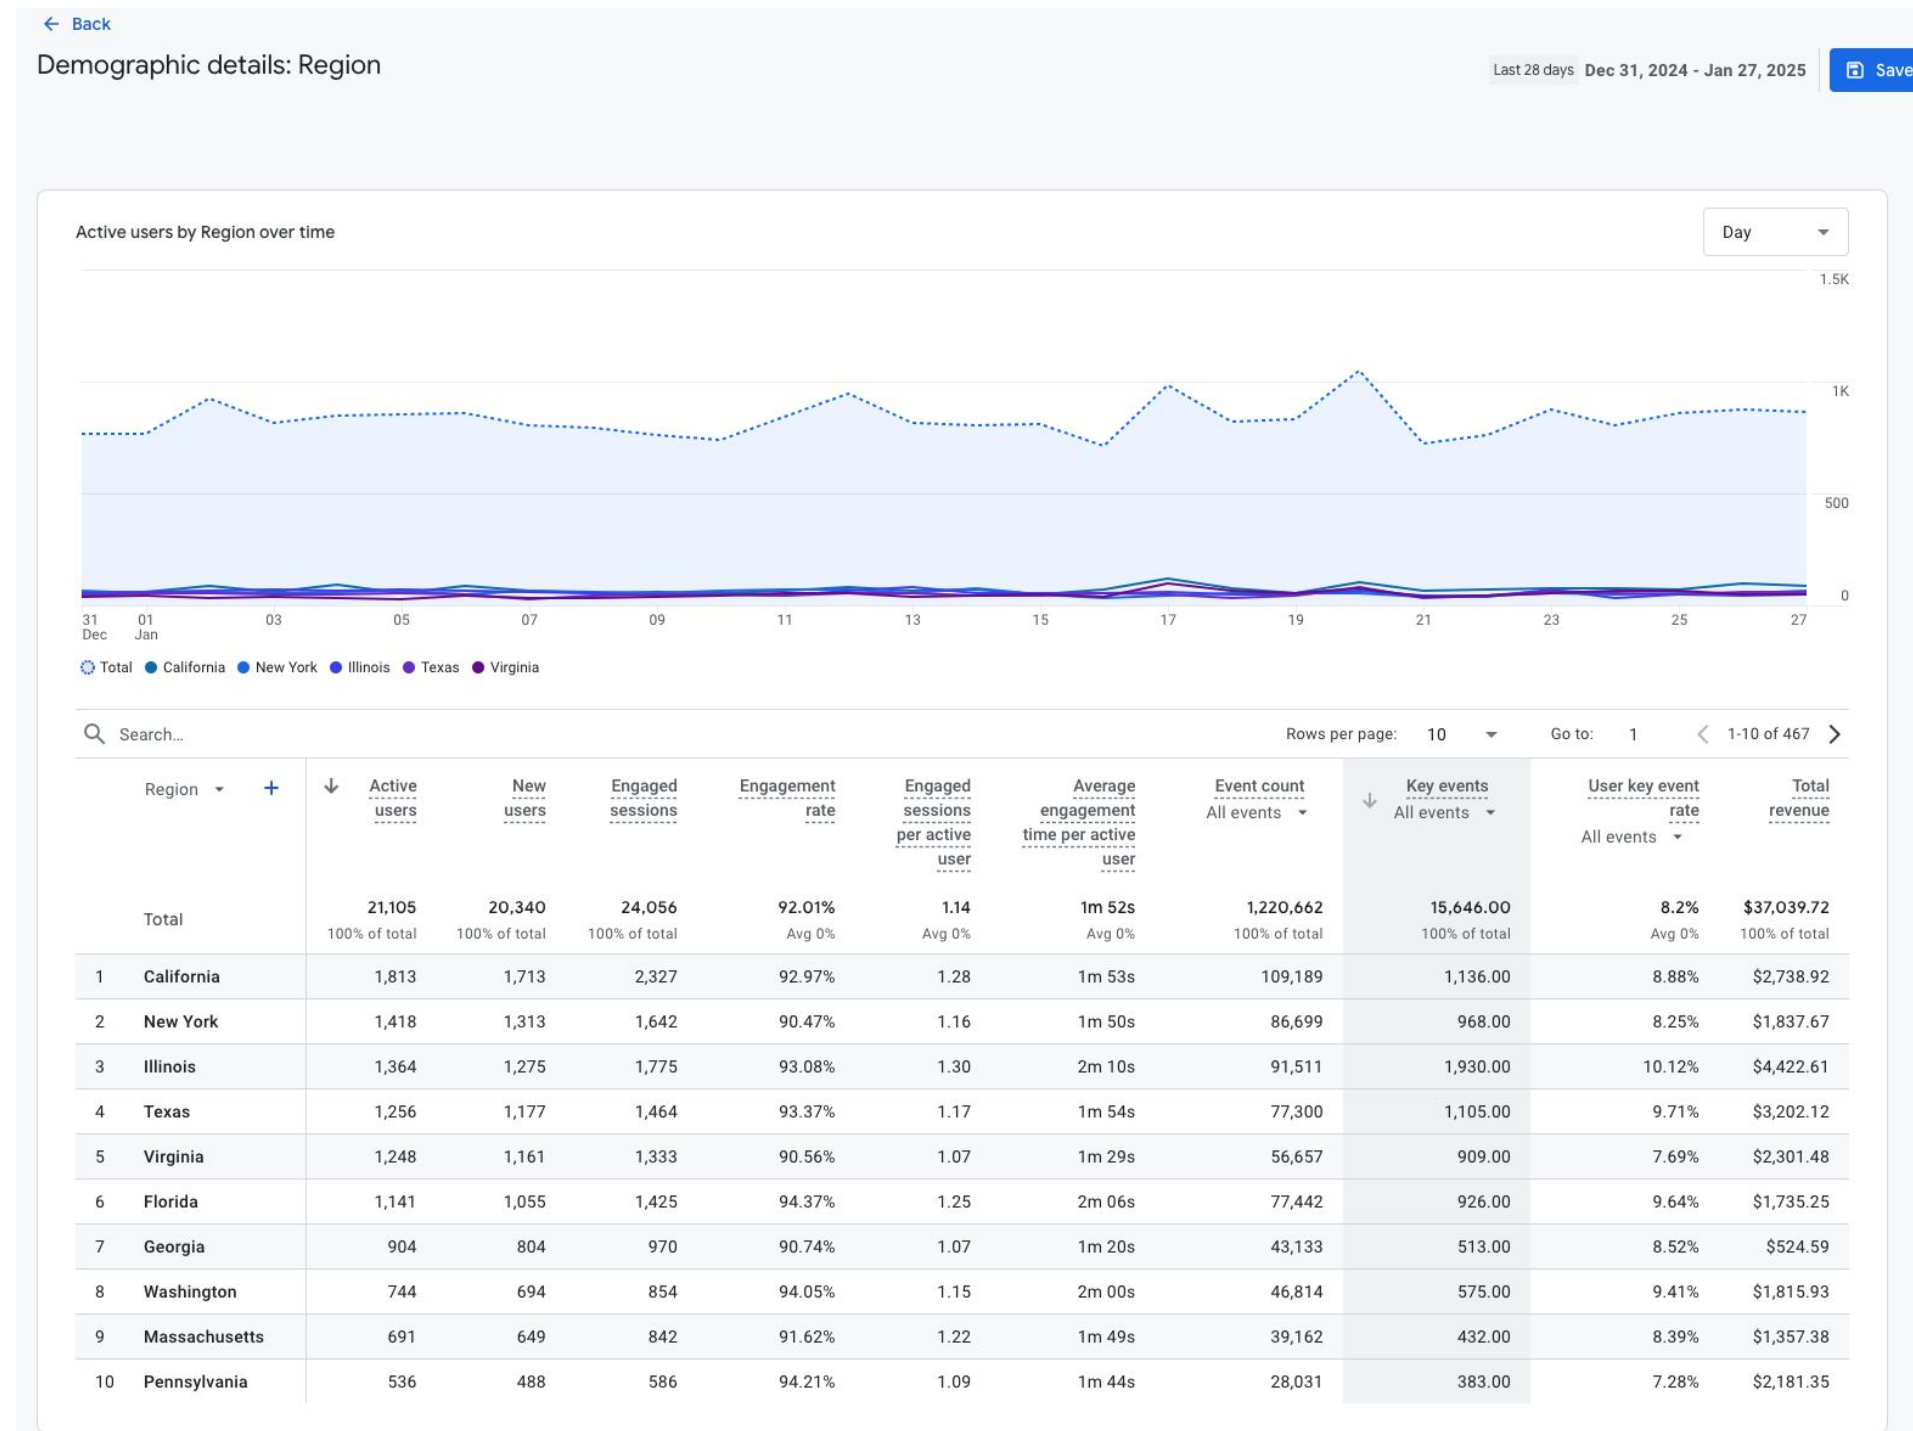 Back
Demographic details: Region
Last 28 days Dec 31, 2024 - Jan 27, 2025
Save
Active users by Region over time
Day
1.5K
1K
500
0
31 01 03 05 07 09 11 13 15 17 19 21 23 25 27
Dec Jan
Total California New York Illinois Texas Virginia
Search… Rows per page: 10 Go to: 1 1-10 of 467
Region + Active users New users Engaged sessions Engagement rate Engaged sessions per active user Average engagement time per active user Event count All events Key events All events User key event rate All events Total revenue
Total 21,105 20,340 24,056 92.01% 1.14 1m 52s 1,220,662 15,646.00 8.2% $37,039.72
100% of total 100% of total 100% of total Avg 0% Avg 0% Avg 0% 100% of total 100% of total Avg 0% 100% of total
1 California 1,813 1,713 2,327 92.97% 1.28 1m 53s 109,189 1,136.00 8.88% $2,738.92
2 New York 1,418 1,313 1,642 90.47% 1.16 1m 50s 86,699 968.00 8.25% $1,837.67
3 Illinois 1,364 1,275 1,775 93.08% 1.30 2m 10s 91,511 1,930.00 10.12% $4,422.61
4 Texas 1,256 1,177 1,464 93.37% 1.17 1m 54s 77,300 1,105.00 9.71% $3,202.12
5 Virginia 1,248 1,161 1,333 90.56% 1.07 1m 29s 56,657 909.00 7.69% $2,301.48
6 Florida 1,141 1,055 1,425 94.37% 1.25 2m 06s 77,442 926.00 9.64% $1,735.25
7 Georgia 904 804 970 90.74% 1.07 1m 20s 43,133 513.00 8.52% $524.59
8 Washington 744 694 854 94.05% 1.15 2m 00s 46,814 575.00 9.41% $1,815.93
9 Massachusetts 691 649 842 91.62% 1.22 1m 49s 39,162 432.00 8.39% $1,357.38
10 Pennsylvania 536 488 586 94.21% 1.09 1m 44s 28,031 383.00 7.28% $2,181.35